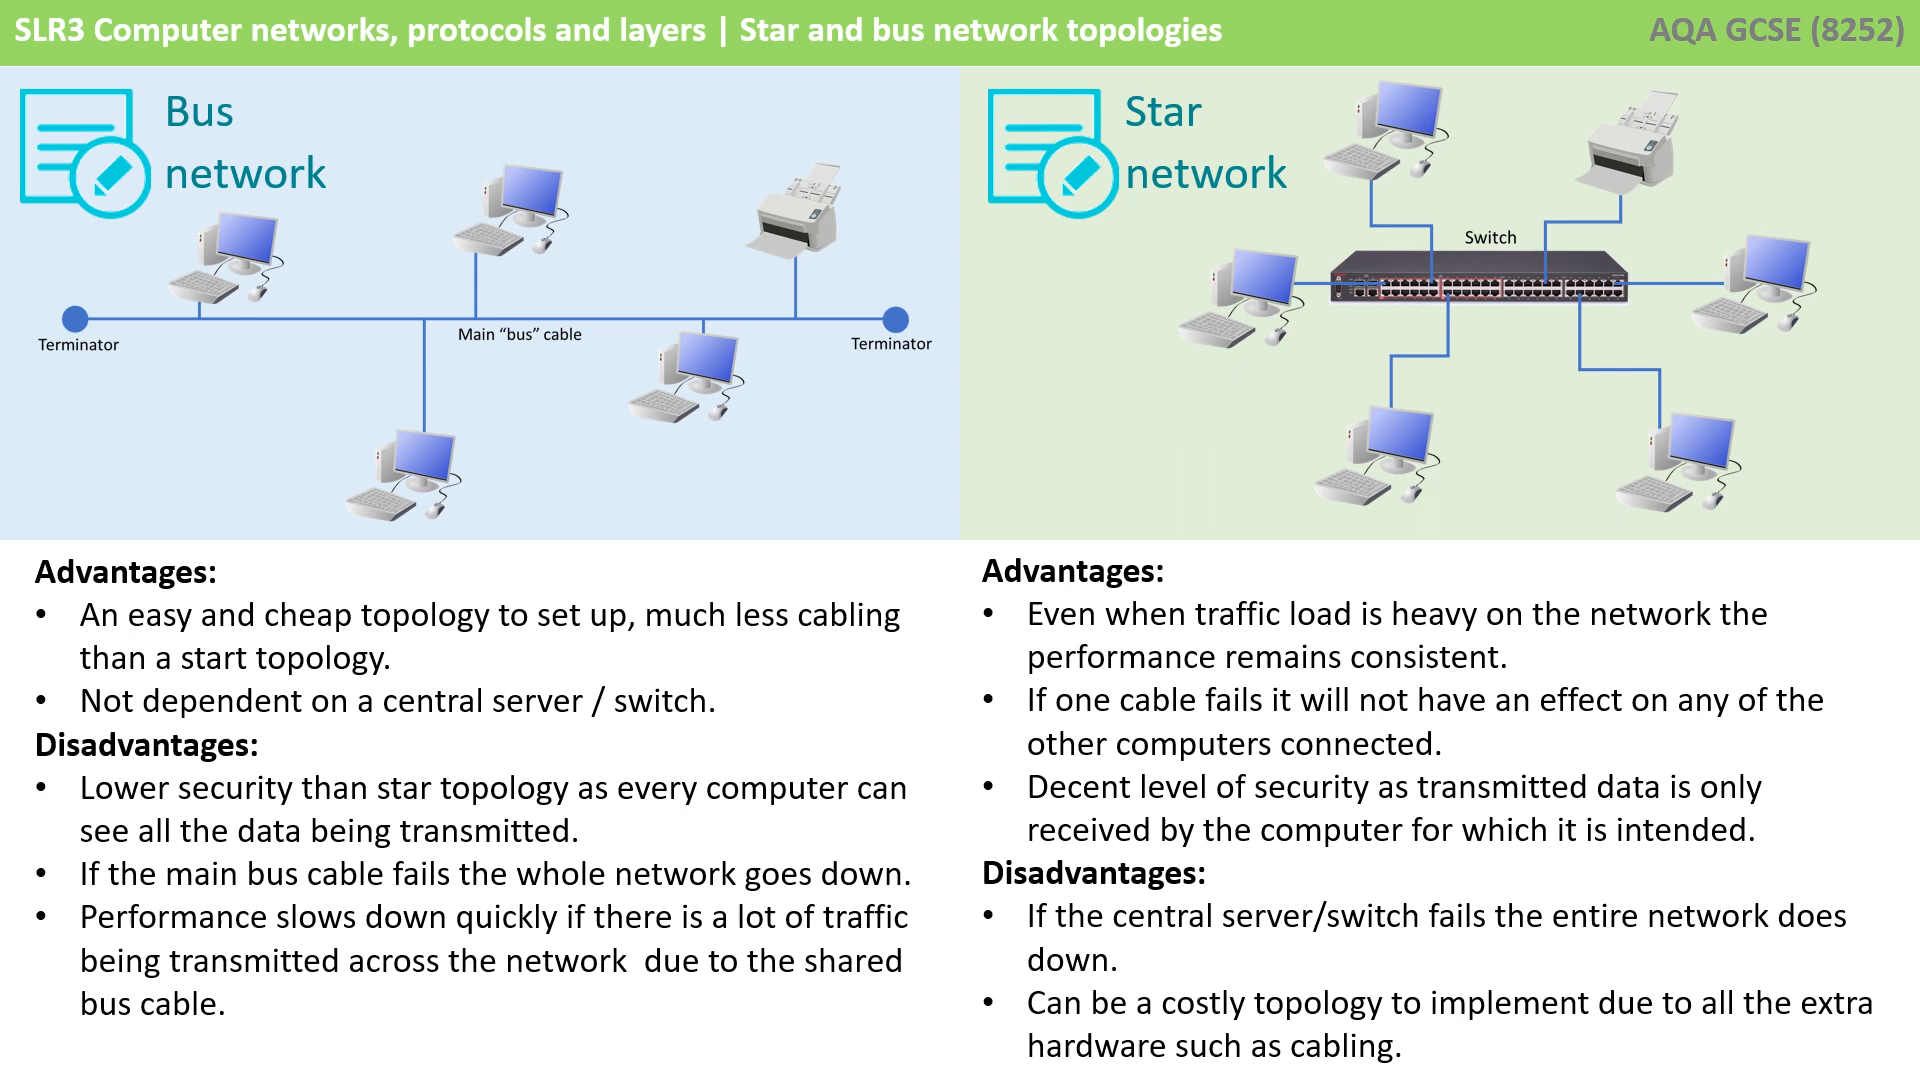 SLR3 Computer networks, protocols and layers | Star and bus network topologies
AQA GCSE (8252)
Bus
network
Terminator
Main “bus” cable
Terminator
Star
network
Switch
Advantages:
• An easy and cheap topology to set up, much less cabling
than a start topology.
• Not dependent on a central server / switch.
Disadvantages:
• Lower security than star topology as every computer can
see all the data being transmitted.
• If the main bus cable fails the whole network goes down.
• Performance slows down quickly if there is a lot of traffic
being transmitted across the network  due to the shared
bus cable.
Advantages:
• Even when traffic load is heavy on the network the
performance remains consistent.
• If one cable fails it will not have an effect on any of the
other computers connected.
• Decent level of security as transmitted data is only
received by the computer for which it is intended.
Disadvantages:
• If the central server/switch fails the entire network does
down.
• Can be a costly topology to implement due to all the extra
hardware such as cabling.